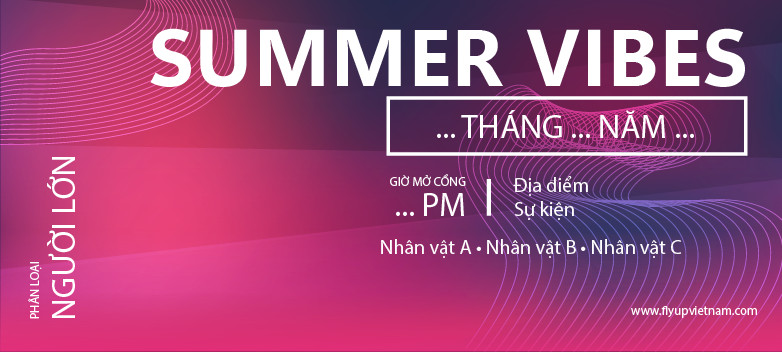 SUMMER VIBES
... THÁNG ... NĂM ...
GIỜ MỞ CỔNG
... PM
Địa điểm
Sự kiện
Nhân vật A • Nhân vật B • Nhân vật C
PHÂN LOẠI
NGƯỜI LỚN
www.flyupvietnam.com